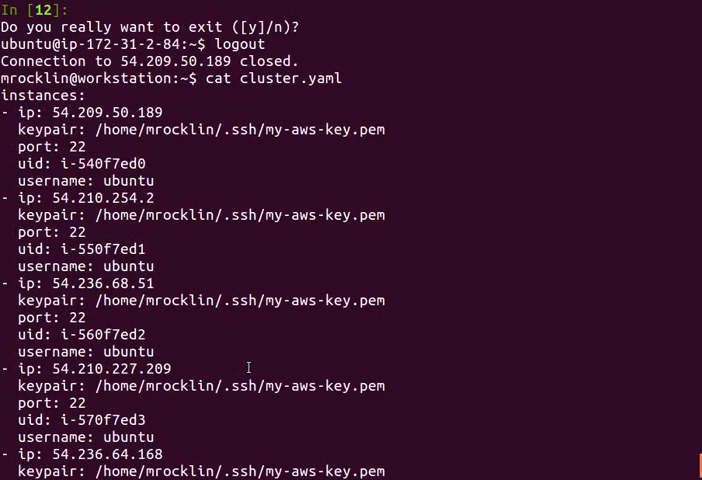 In [12]:
Do you really want to exit ([y]/n)?
ubuntu@ip-172-31-2-84:~$ logout
Connection to 54.209.50.189 closed.
mrocklin@workstation:~$ cat cluster.yaml
instances:
- ip: 54.209.50.189
  keypair: /home/mrocklin/.ssh/my-aws-key.pem
  port: 22
  uid: i-540f7ed0
  username: ubuntu
- ip: 54.210.254.2
  keypair: /home/mrocklin/.ssh/my-aws-key.pem
  port: 22
  uid: i-550f7ed1
  username: ubuntu
- ip: 54.236.68.51
  keypair: /home/mrocklin/.ssh/my-aws-key.pem
  port: 22
  uid: i-560f7ed2
  username: ubuntu
- ip: 54.210.227.209
  keypair: /home/mrocklin/.ssh/my-aws-key.pem
  port: 22
  uid: i-570f7ed3
  username: ubuntu
- ip: 54.236.64.168
  keypair: /home/mrocklin/.ssh/my-aws-key.pem